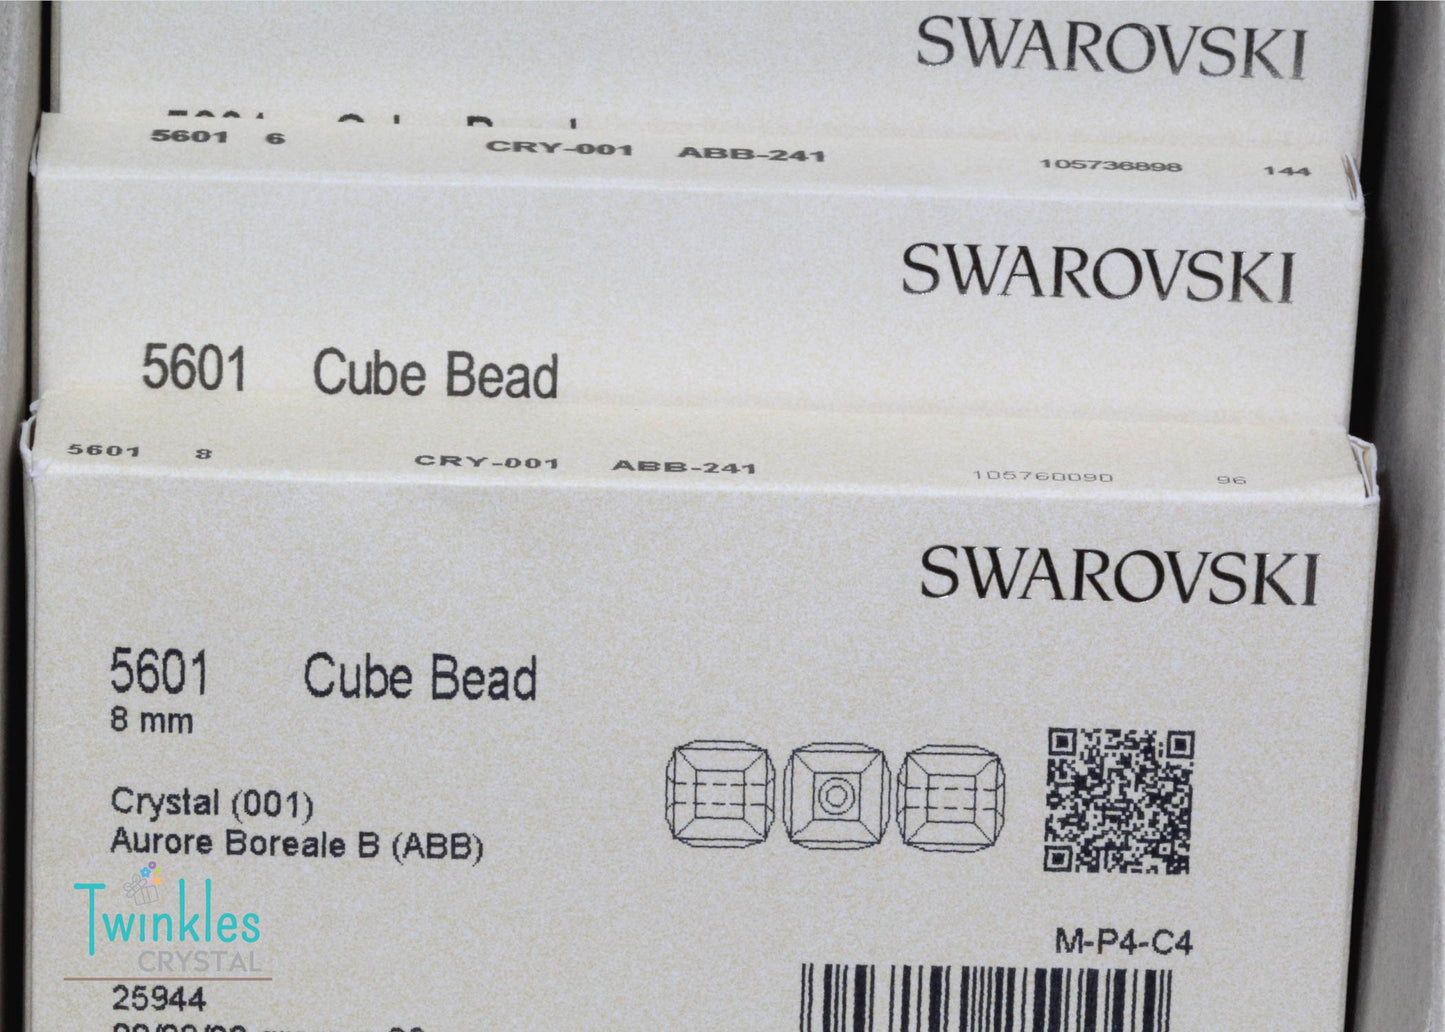 SWAROVSKI
5601 6 CRY-001 ABB-241 105736898 144
SWAROVSKI
5601 Cube Bead
5601 8 CRY-001 ABB-241 105760090 96
SWAROVSKI
5601 Cube Bead
8 mm
Crystal (001)
Aurore Boreale B (ABB)
Twinkles
CRYSTAL
M-P4-C4
25944